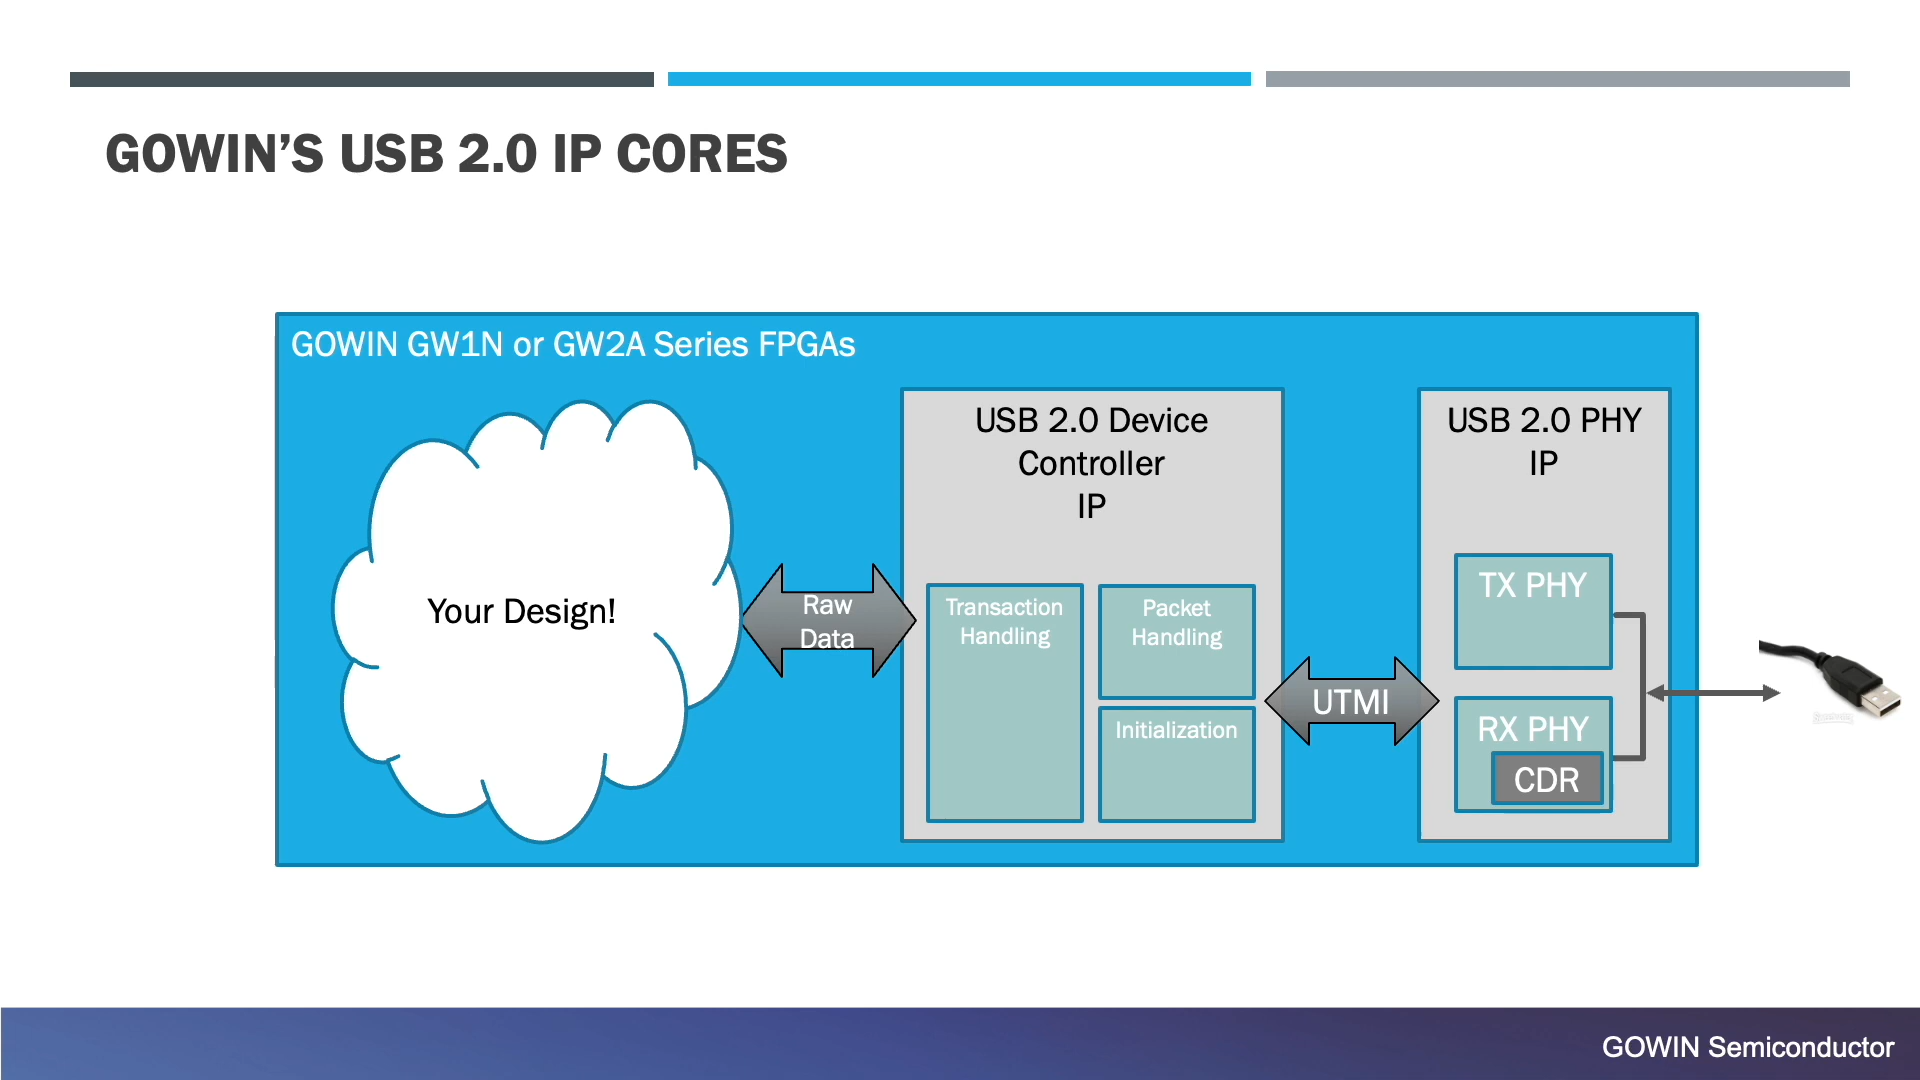 GOWIN’S USB 2.0 IP CORES
GOWIN GW1N or GW2A Series FPGAs
Your Design!
Raw
Data
USB 2.0 Device
Controller
IP
Transaction
Handling
Packet
Handling
Initialization
UTMI
USB 2.0 PHY
IP
TX PHY
RX PHY
CDR
GOWIN Semiconductor